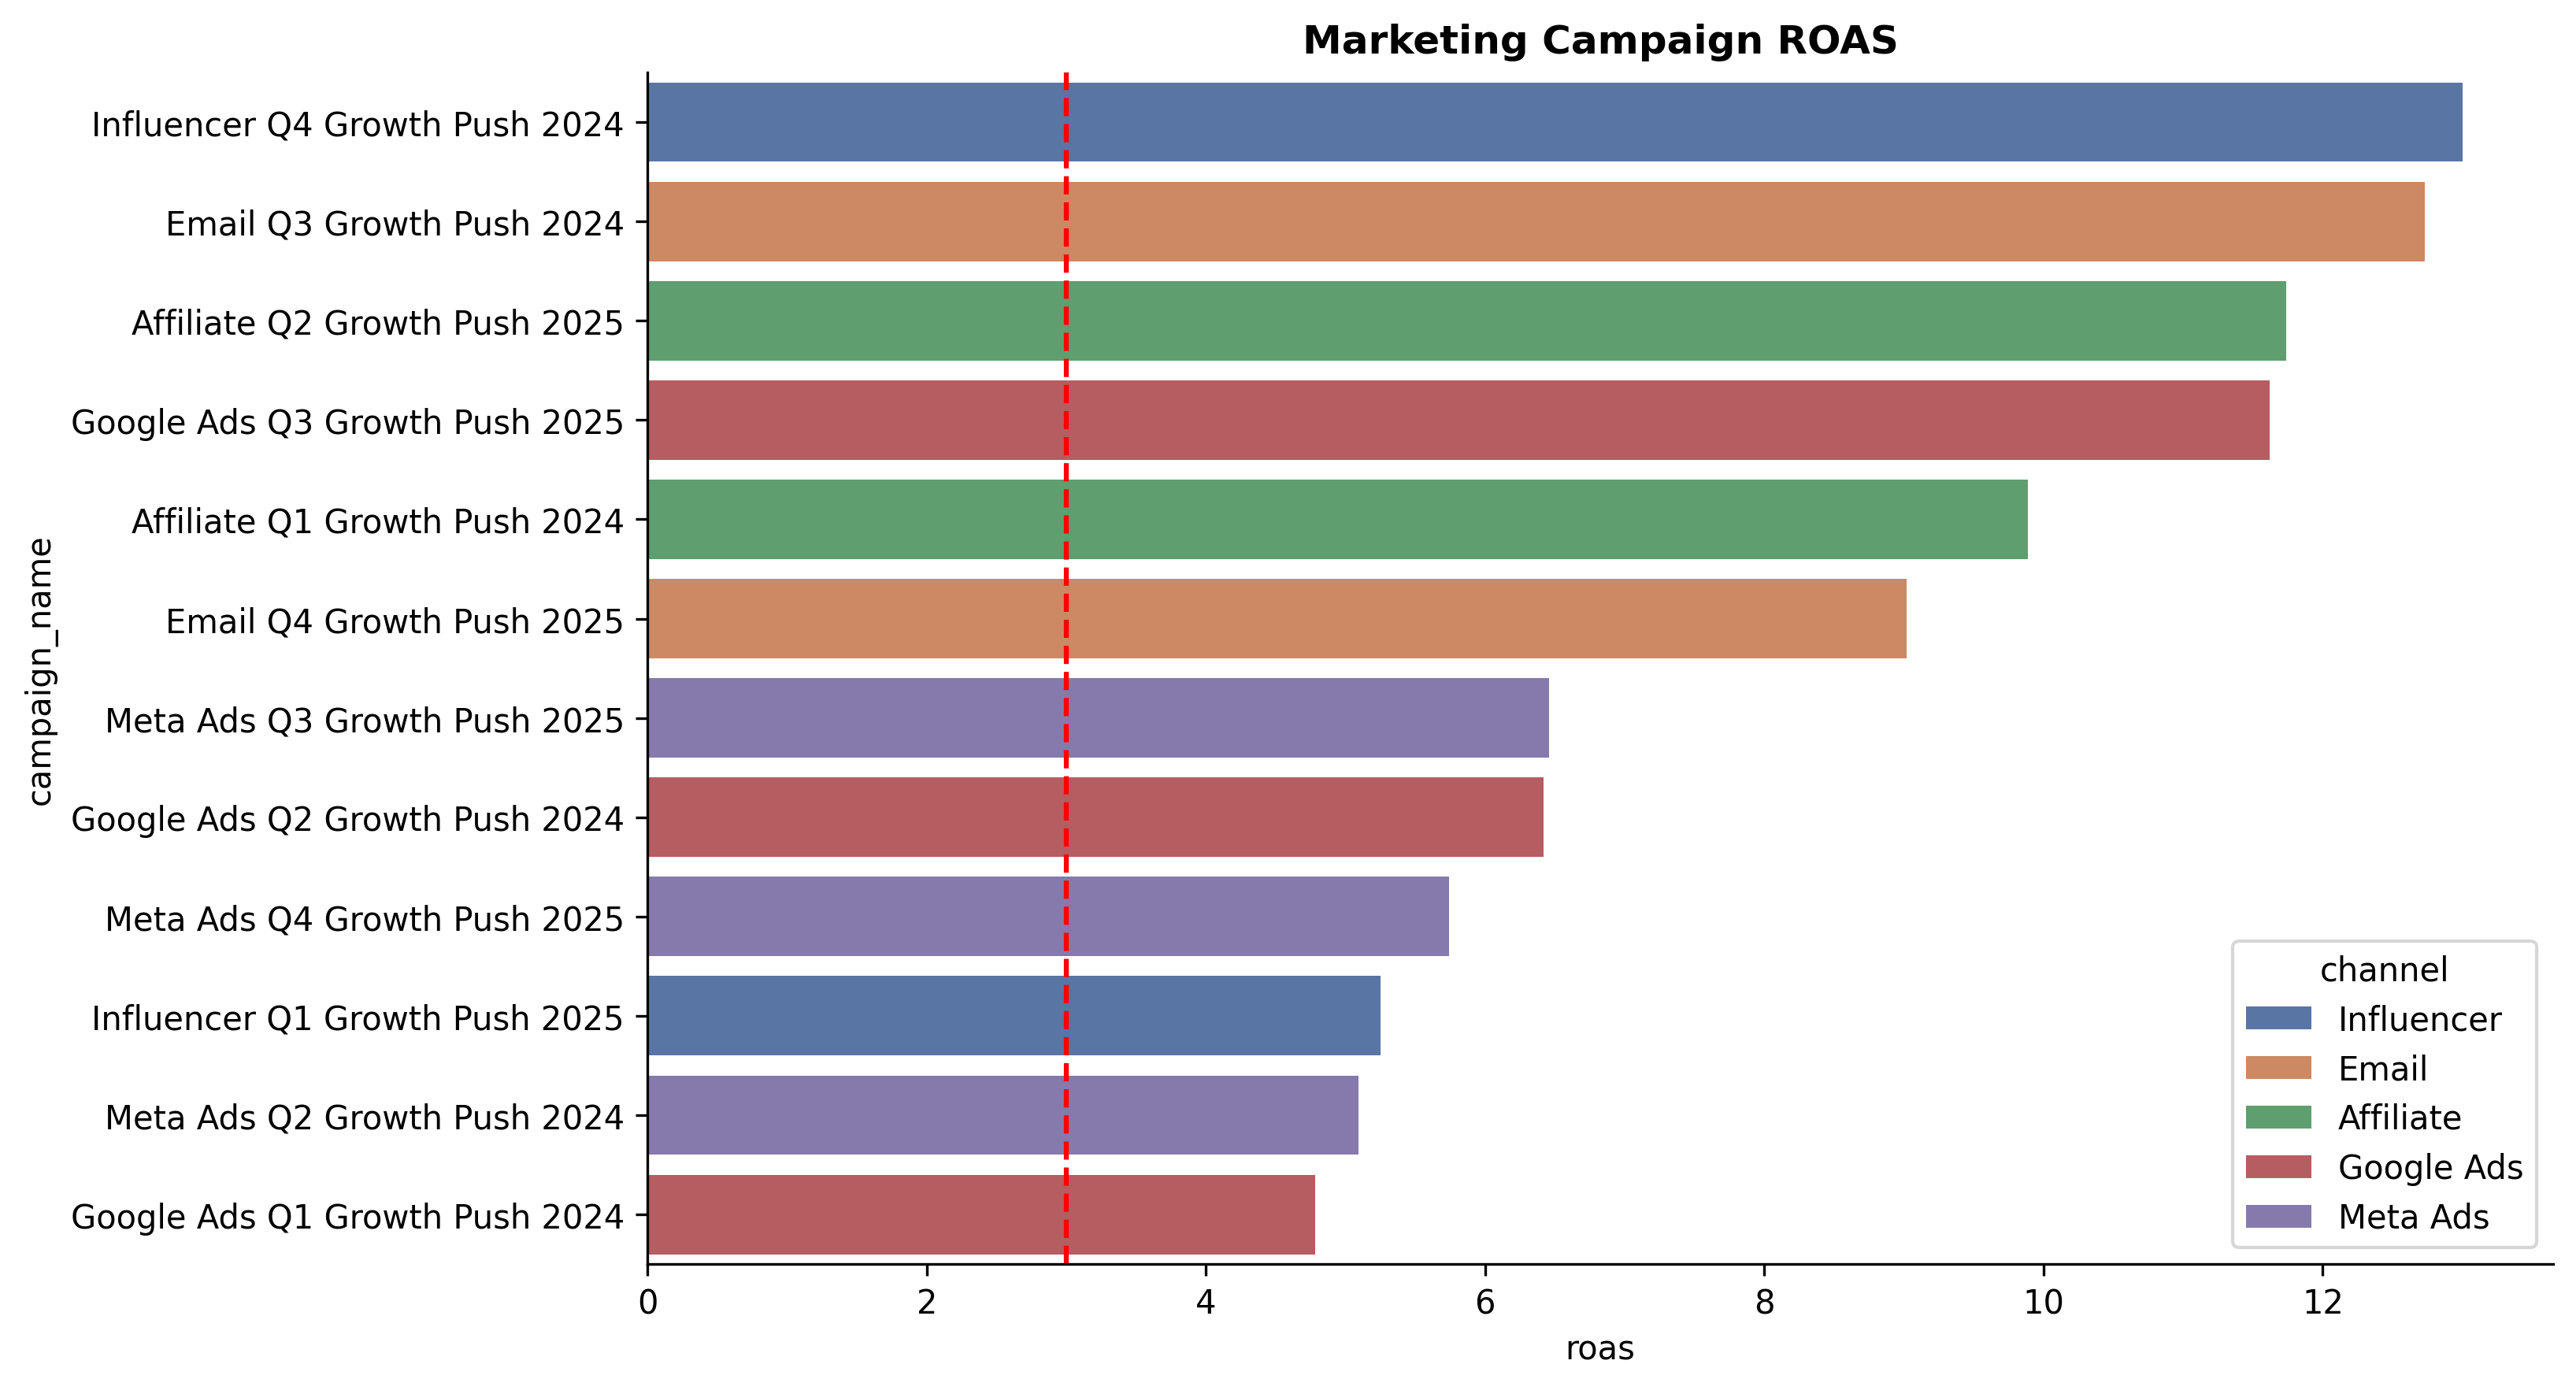 Marketing Campaign ROAS
campaign_name
Influencer Q4 Growth Push 2024
Email Q3 Growth Push 2024
Affiliate Q2 Growth Push 2025
Google Ads Q3 Growth Push 2025
Affiliate Q1 Growth Push 2024
Email Q4 Growth Push 2025
Meta Ads Q3 Growth Push 2025
Google Ads Q2 Growth Push 2024
Meta Ads Q4 Growth Push 2025
Influencer Q1 Growth Push 2025
Meta Ads Q2 Growth Push 2024
Google Ads Q1 Growth Push 2024
channel
Influencer
Email
Affiliate
Google Ads
Meta Ads
0 2 4 6 8 10 12
roas